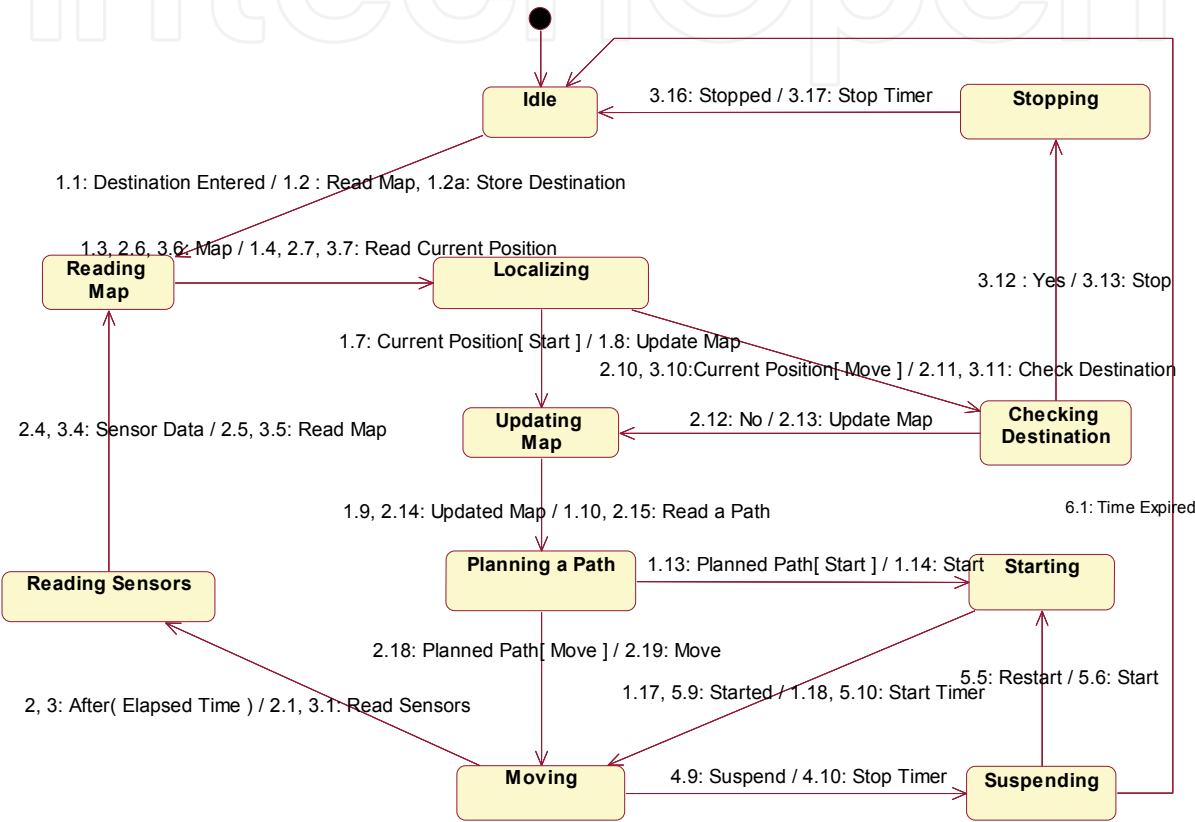 intechopen
Idle
3.16: Stopped / 3.17: Stop Timer
Stopping
1.1: Destination Entered / 1.2 : Read Map, 1.2a: Store Destination
1.3, 2.6, 3.6: Map / 1.4, 2.7, 3.7: Read Current Position
Reading
Map
Localizing
3.12 : Yes / 3.13: Stop
1.7: Current Position[ Start ] / 1.8: Update Map
2.10, 3.10:Current Position[ Move ] / 2.11, 3.11: Check Destination
2.4, 3.4: Sensor Data / 2.5, 3.5: Read Map
Updating
Map
2.12: No / 2.13: Update Map
Checking
Destination
1.9, 2.14: Updated Map / 1.10, 2.15: Read a Path
6.1: Time Expired
Reading Sensors
Planning a Path
1.13: Planned Path[ Start ] / 1.14: Start
Starting
2.18: Planned Path[ Move ] / 2.19: Move
5.5: Restart / 5.6: Start
2, 3: After( Elapsed Time ) / 2.1, 3.1: Read Sensors
1.17, 5.9: Started / 1.18, 5.10: Start Timer
Moving
4.9: Suspend / 4.10: Stop Timer
Suspending